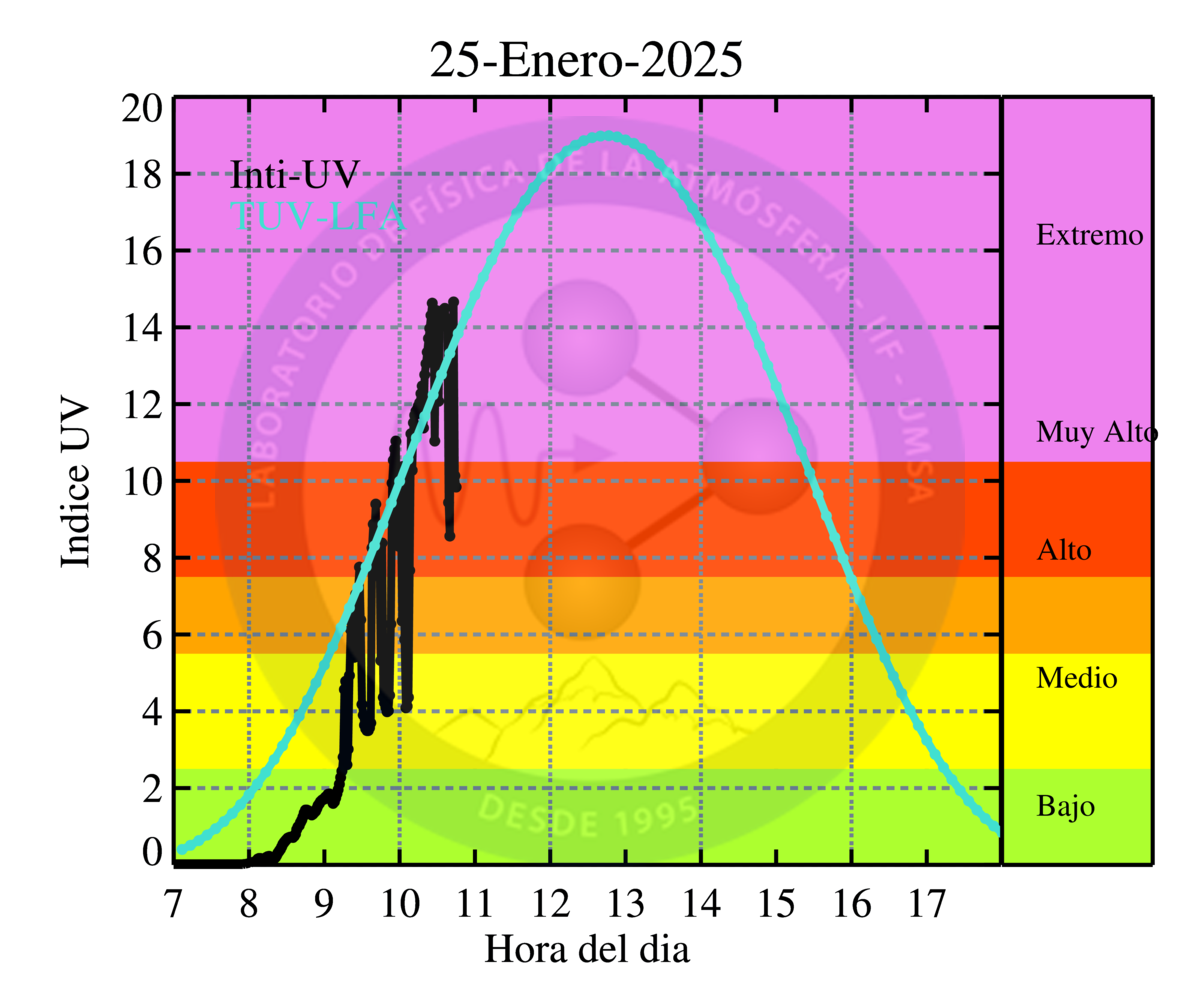 25-Enero-2025
Inti-UV
TUV-LFA
LABORATORIO DE FÍSICA DE LA ATMÓSFERA - IIF - UMSA
DESDE 1995
Indice UV
20
18
16
14
12
10
8
6
4
2
0
Extremo
Muy Alto
Alto
Medio
Bajo
7 8 9 10 11 12 13 14 15 16 17
Hora del dia